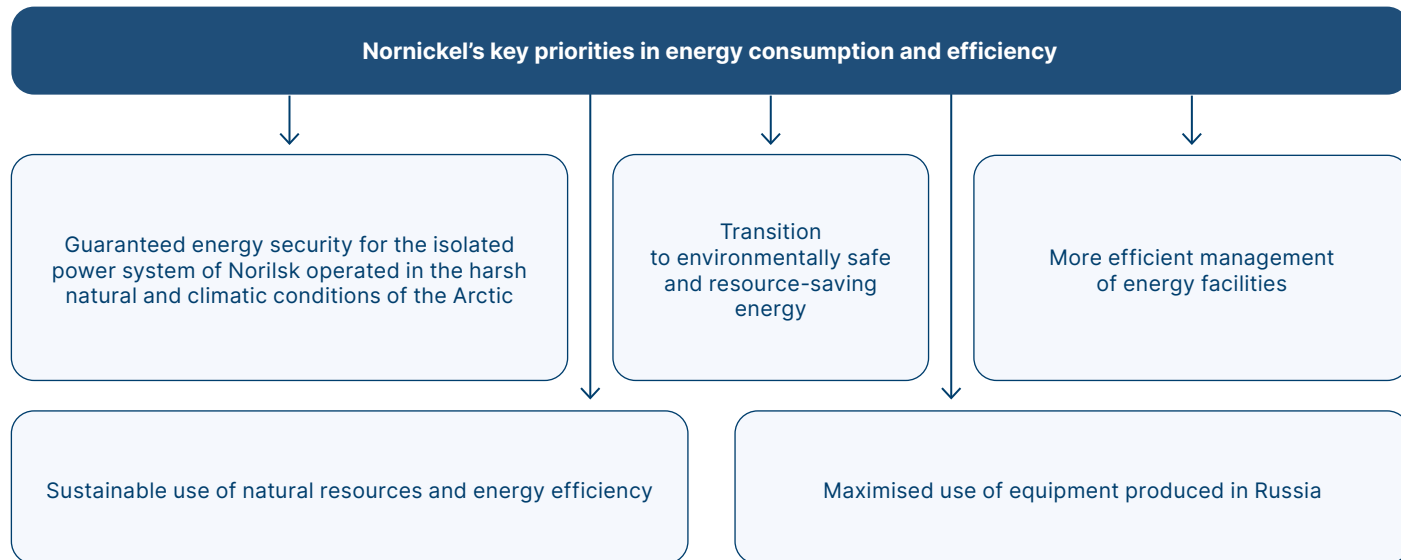 Nornickel’s key priorities in energy consumption and efficiency
Guaranteed energy security for the isolated
power system of Norilsk operated in the harsh
natural and climatic conditions of the Arctic
Transition
to environmentally safe
and resource-saving
energy
More efficient management
of energy facilities
Sustainable use of natural resources and energy efficiency
Maximised use of equipment produced in Russia